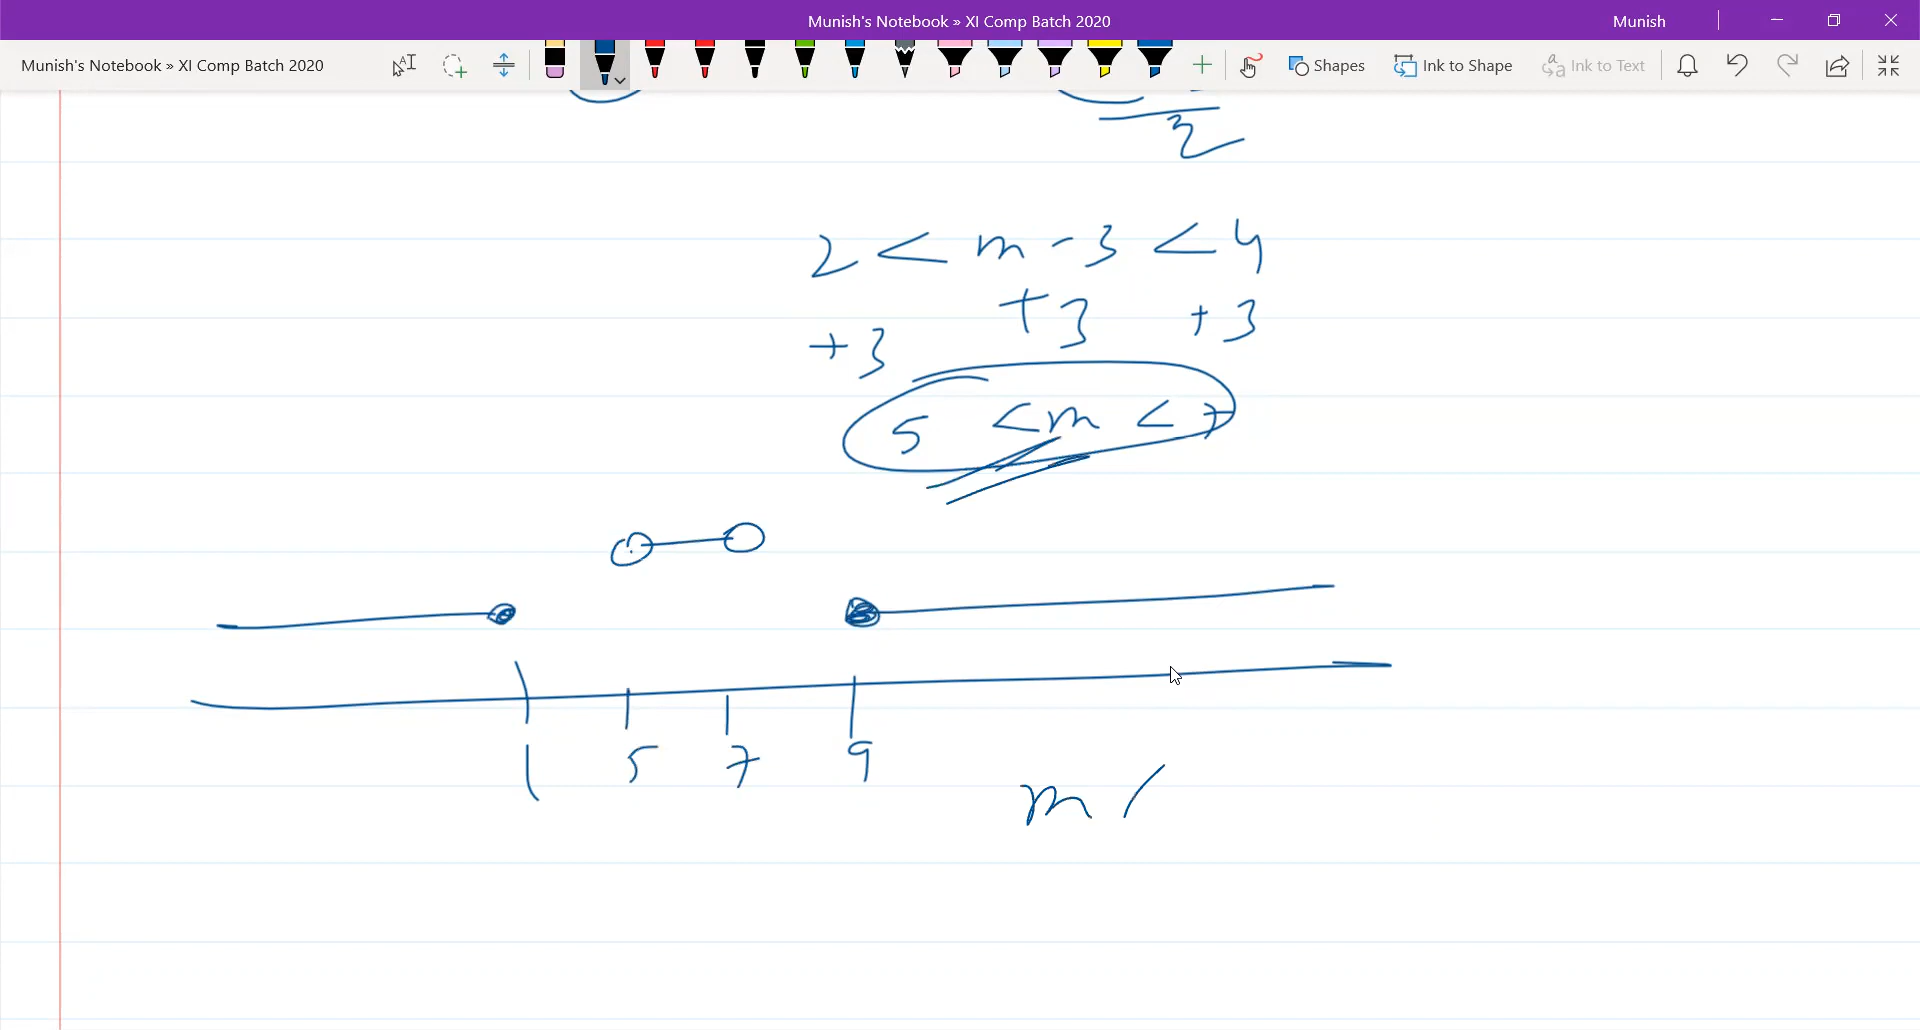 Munish's Notebook » XI Comp Batch 2020
Munish
Munish's Notebook » XI Comp Batch 2020
Shapes
Ink to Shape
Ink to Text
2
2 < m - 3 < 4
+3 +3 +3
5 < m < 7
1 5 7 9
m